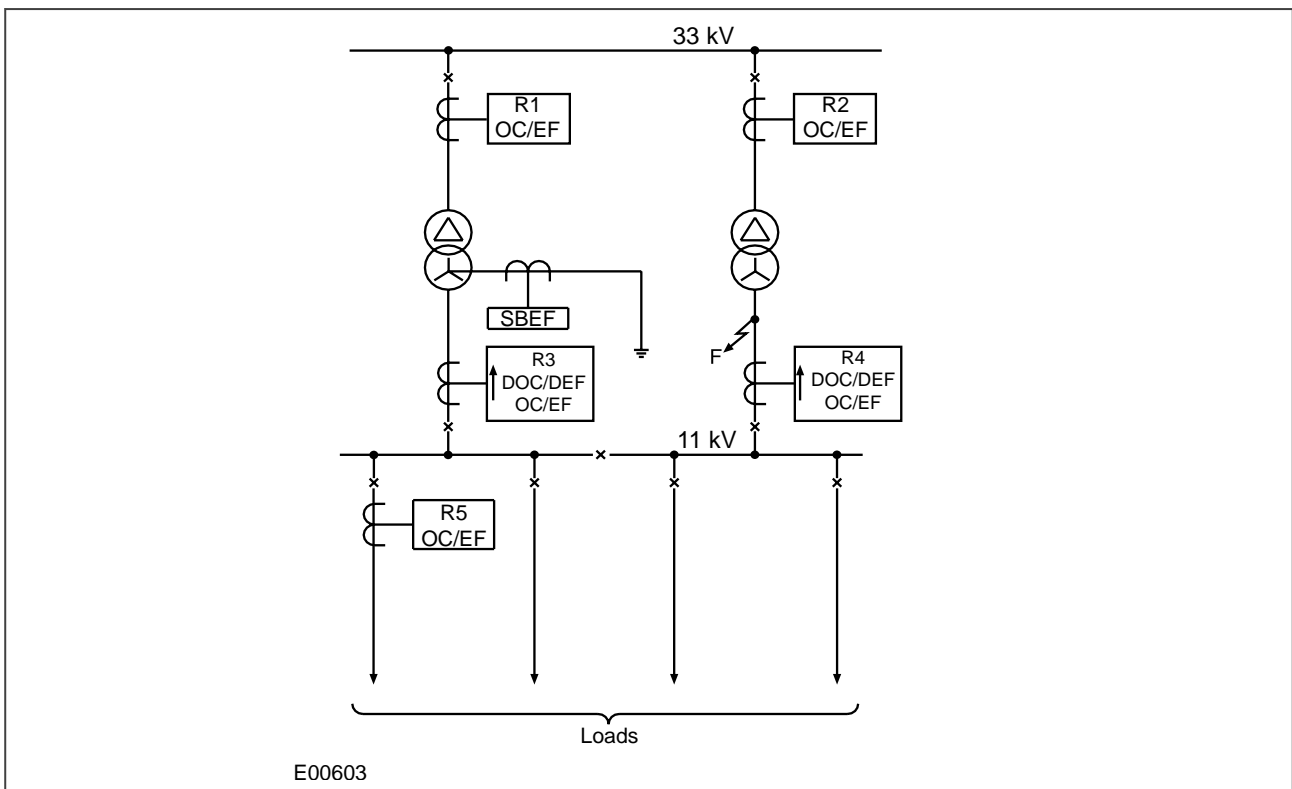 33 kV
R1
OC/EF
R2
OC/EF
SBEF
R3
DOC/DEF
OC/EF
F
R4
DOC/DEF
OC/EF
11 kV
R5
OC/EF
Loads
E00603